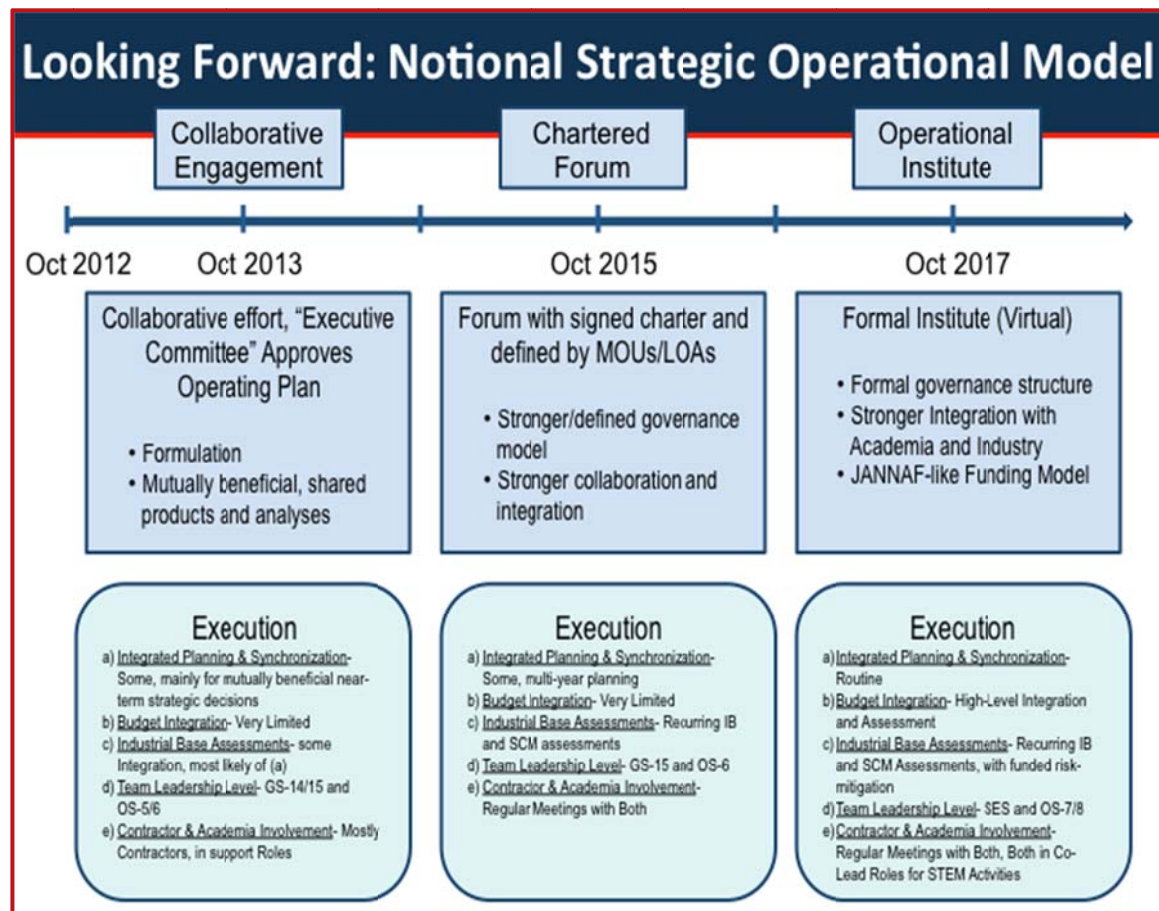 Looking Forward: Notional Strategic Operational Model
Collaborative
Engagement
Chartered
Forum
Operational
Institute
Oct 2012
Oct 2013
Oct 2015
Oct 2017
Collaborative effort, “Executive
Committee” Approves
Operating Plan
• Formulation
• Mutually beneficial, shared
products and analyses
Forum with signed charter and
defined by MOUs/LOAs
• Stronger/defined governance
model
• Stronger collaboration and
integration
Formal Institute (Virtual)
• Formal governance structure
• Stronger Integration with
Academia and Industry
• JANNAF-like Funding Model
Execution
a) Integrated Planning & Synchronization-
Some, mainly for mutually beneficial near-
term strategic decisions
b) Budget Integration- Very Limited
c) Industrial Base Assessments- some
Integration, most likely of (a)
d) Team Leadership Level- GS-14/15 and
OS-5/6
e) Contractor & Academia Involvement- Mostly
Contractors, in support Roles
Execution
a) Integrated Planning & Synchronization-
Some, multi-year planning
b) Budget Integration- Very Limited
c) Industrial Base Assessments- Recurring IB
and SCM assessments
d) Team Leadership Level- GS-15 and OS-6
e) Contractor & Academia Involvement-
Regular Meetings with Both
Execution
a) Integrated Planning & Synchronization-
Routine
b) Budget Integration- High-Level Integration
and Assessment
c) Industrial Base Assessments- Recurring IB
and SCM Assessments, with funded risk-
mitigation
d) Team Leadership Level- SES and OS-7/8
e) Contractor & Academia Involvement-
Regular Meetings with Both, Both in Co-
Lead Roles for STEM Activities